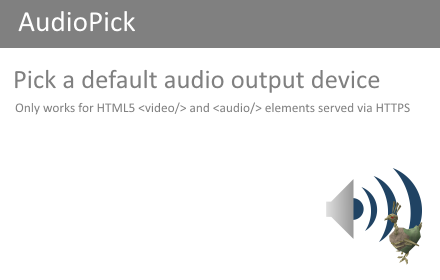 AudioPick
Pick a default audio output device
Only works for HTML5 <video/> and <audio/> elements served via HTTPS